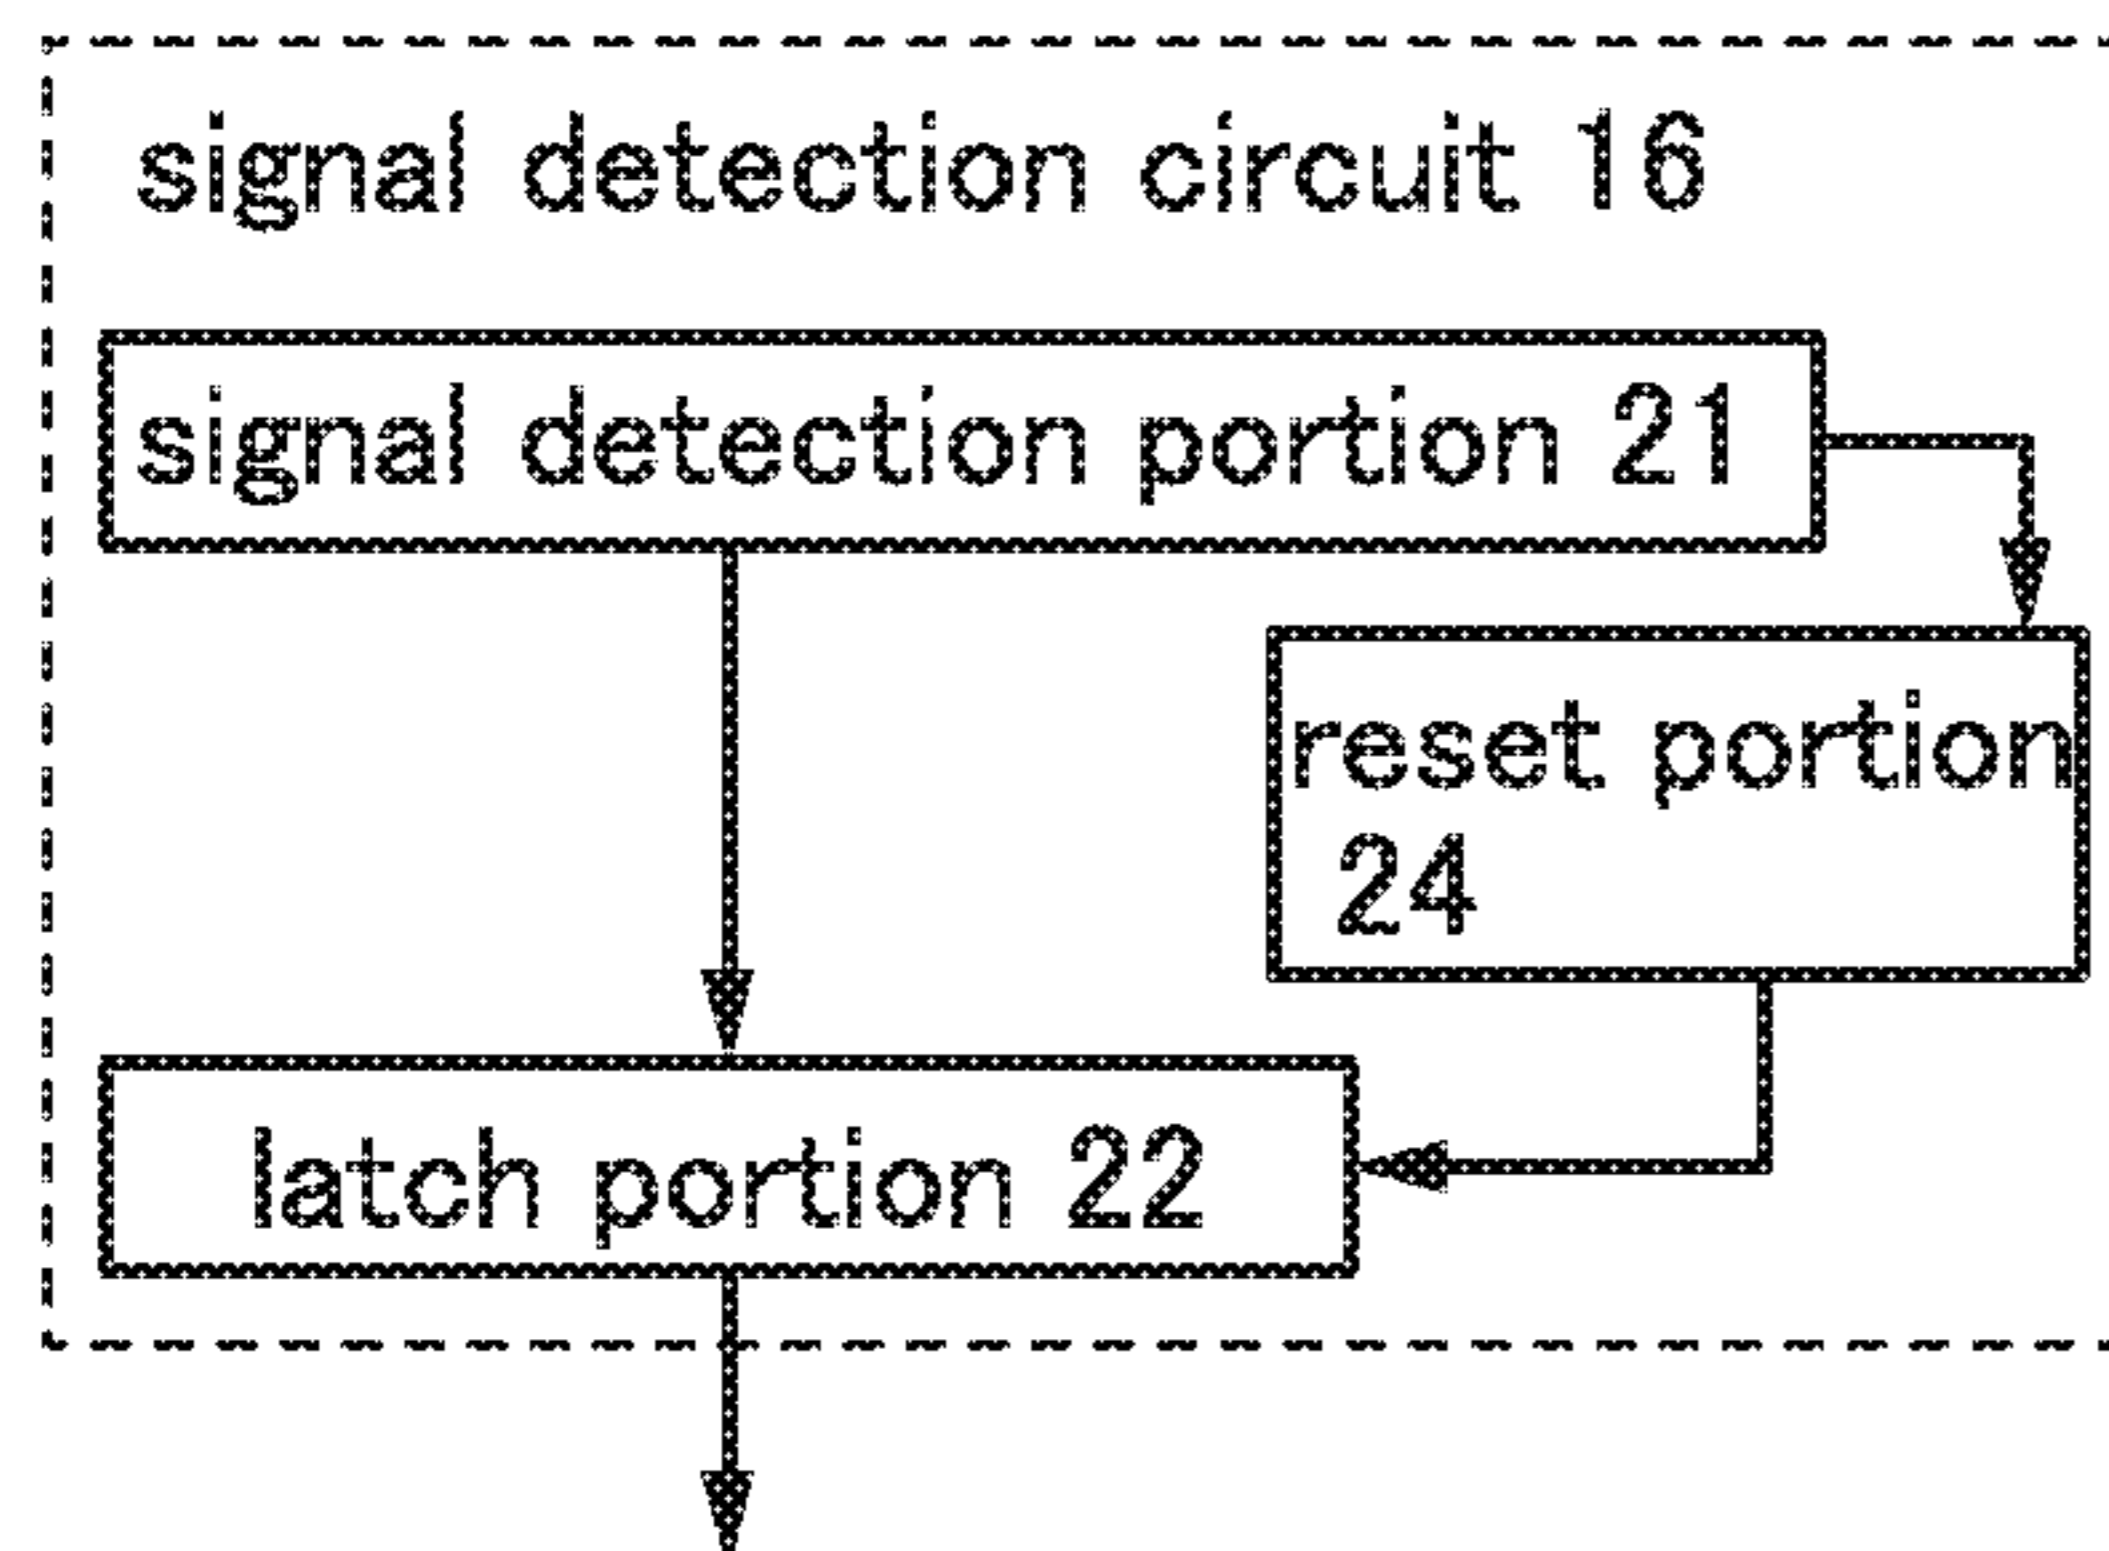 signal detection circuit 16
signal detection portion 21
reset portion
24
latch portion 22